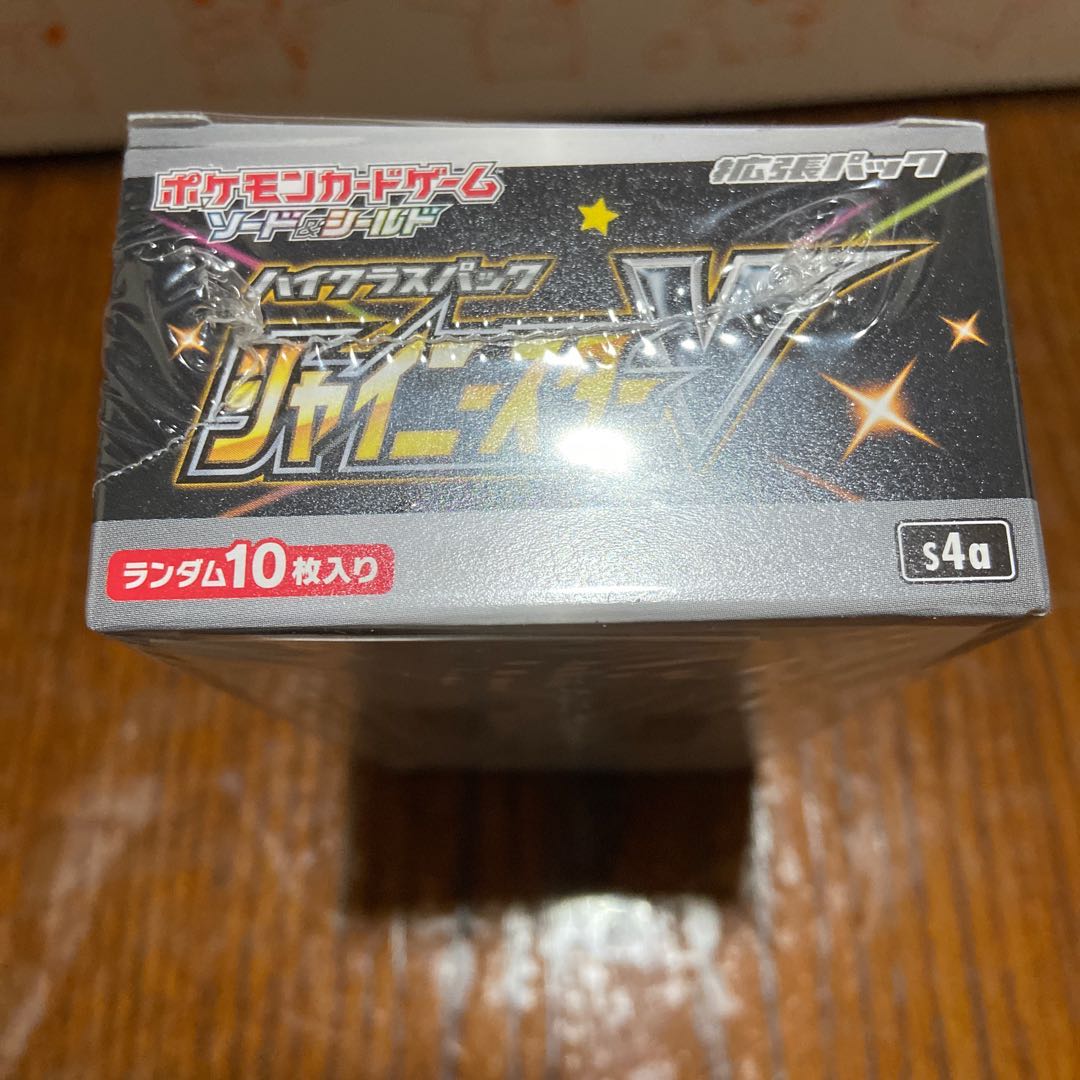 ポケモンカードゲーム
ソード&シールド
拡張パック
ハイクラスパック
シャイニースターV
ランダム10枚入り
s4a